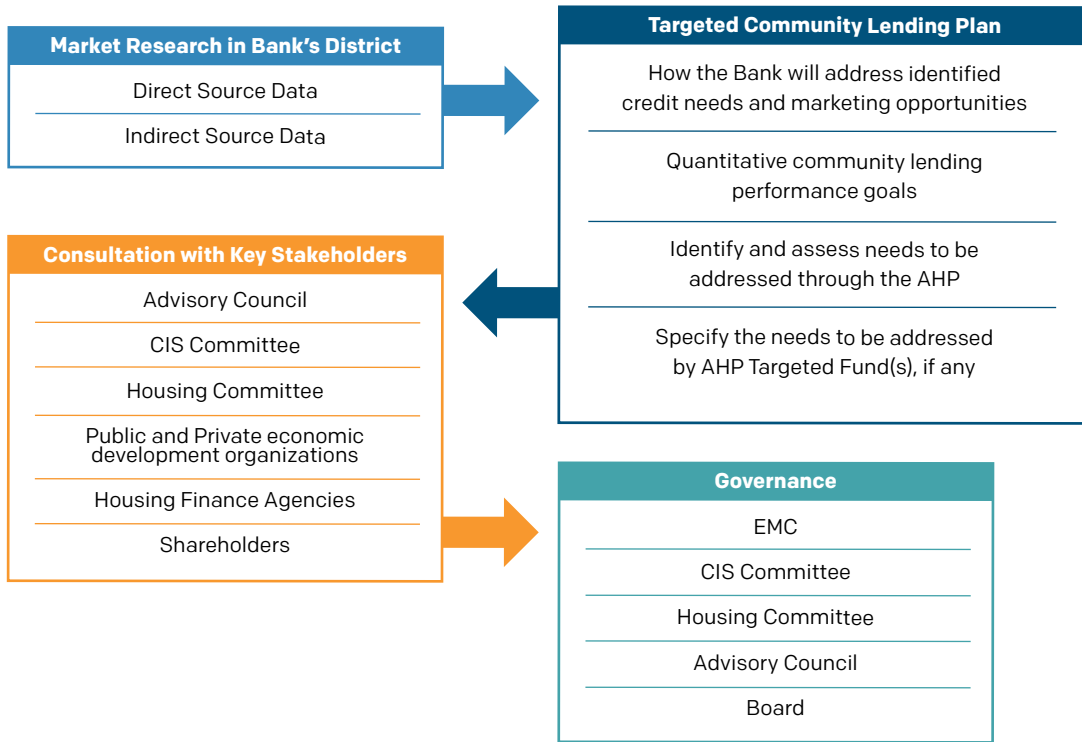 Market Research in Bank's District
Direct Source Data
Indirect Source Data
Targeted Community Lending Plan
How the Bank will address identified
credit needs and marketing opportunities
Quantitative community lending
performance goals
Identify and assess needs to be
addressed through the AHP
Specify the needs to be addressed
by AHP Targeted Fund(s), if any
Consultation with Key Stakeholders
Advisory Council
CIS Committee
Housing Committee
Public and Private economic
development organizations
Housing Finance Agencies
Shareholders
Governance
EMC
CIS Committee
Housing Committee
Advisory Council
Board